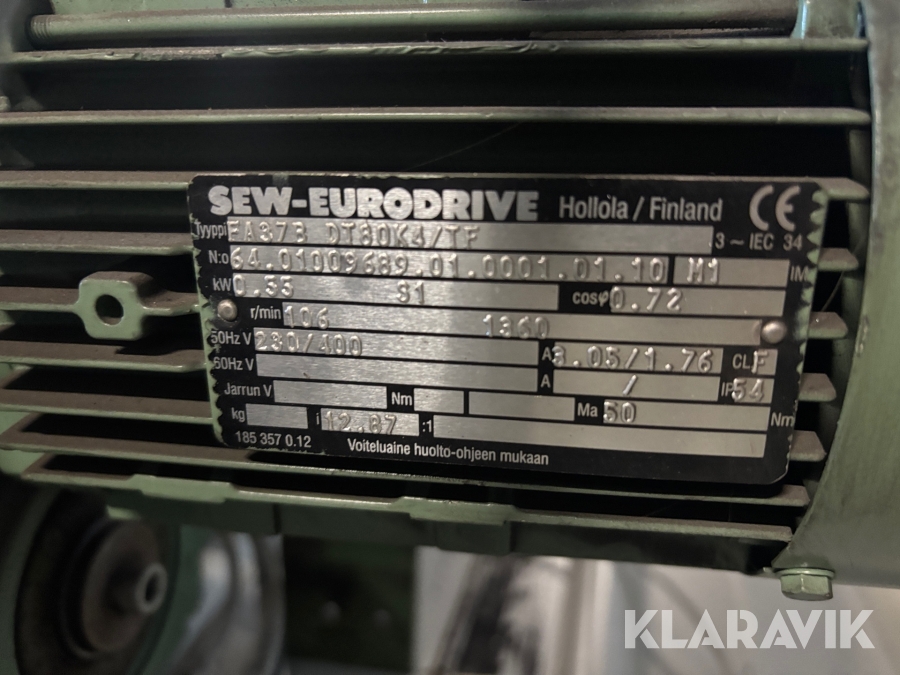 SEW-EURODRIVE Hollola / Finland CE
Tyyppi FA37B DT80K4/TF 3 ~ IEC 34
N:o 64.01009689.01.0001.01.10 M1 IM
kW 0.55 S1 cosφ 0.72
r/min 106 1360
50Hz V 230/400 A 3.05/1.76 CL F
60Hz V A / IP 54
Jarrun V Nm Ma 50 Nm
kg i 12.87 :1
185 357 0.12 Voiteluaine huolto-ohjeen mukaan
KLARAVIK